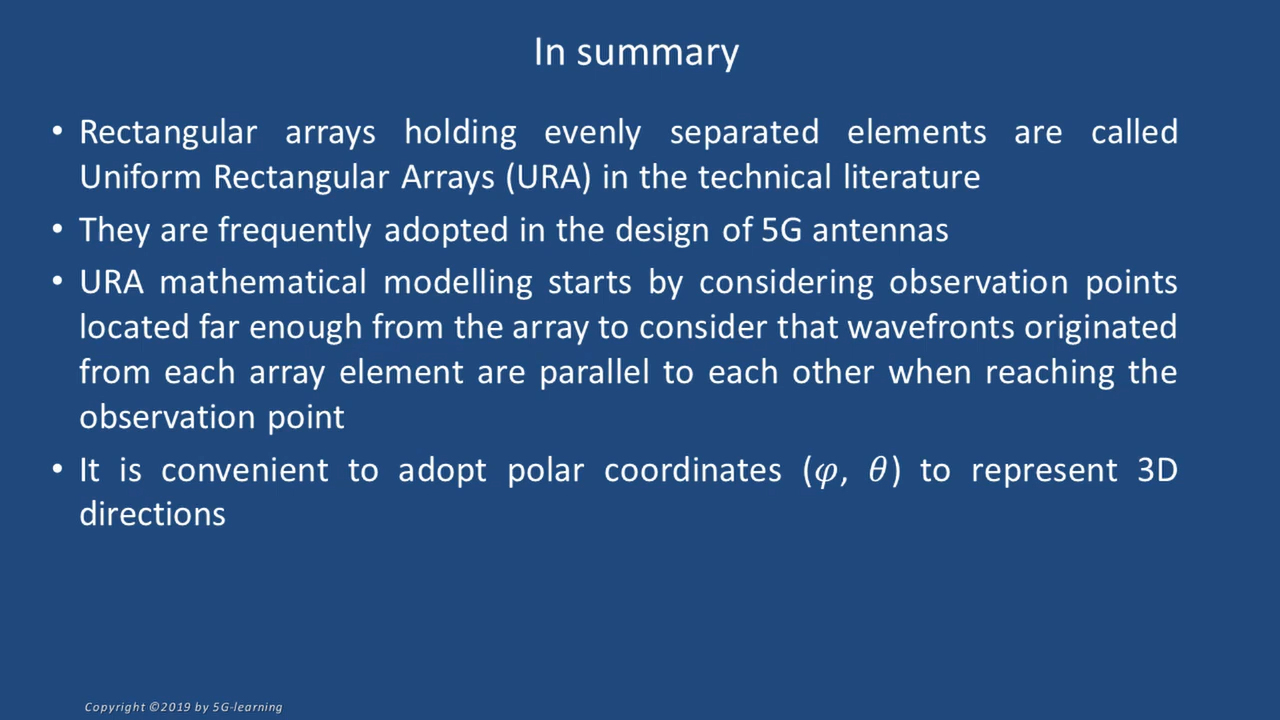 In summary
• Rectangular arrays holding evenly separated elements are called
Uniform Rectangular Arrays (URA) in the technical literature
• They are frequently adopted in the design of 5G antennas
• URA mathematical modelling starts by considering observation points
located far enough from the array to consider that wavefronts originated
from each array element are parallel to each other when reaching the
observation point
• It is convenient to adopt polar coordinates (φ, θ) to represent 3D
directions
Copyright ©2019 by 5G-learning